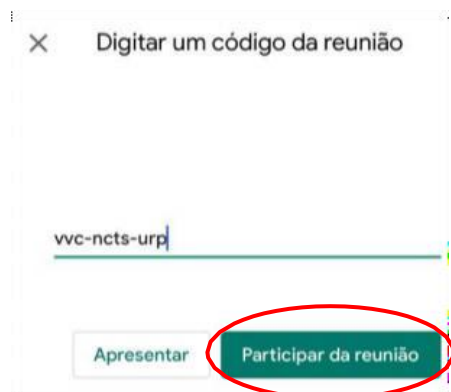 Digitar um código da reunião
vvc-ncts-urp
Apresentar
Participar da reunião